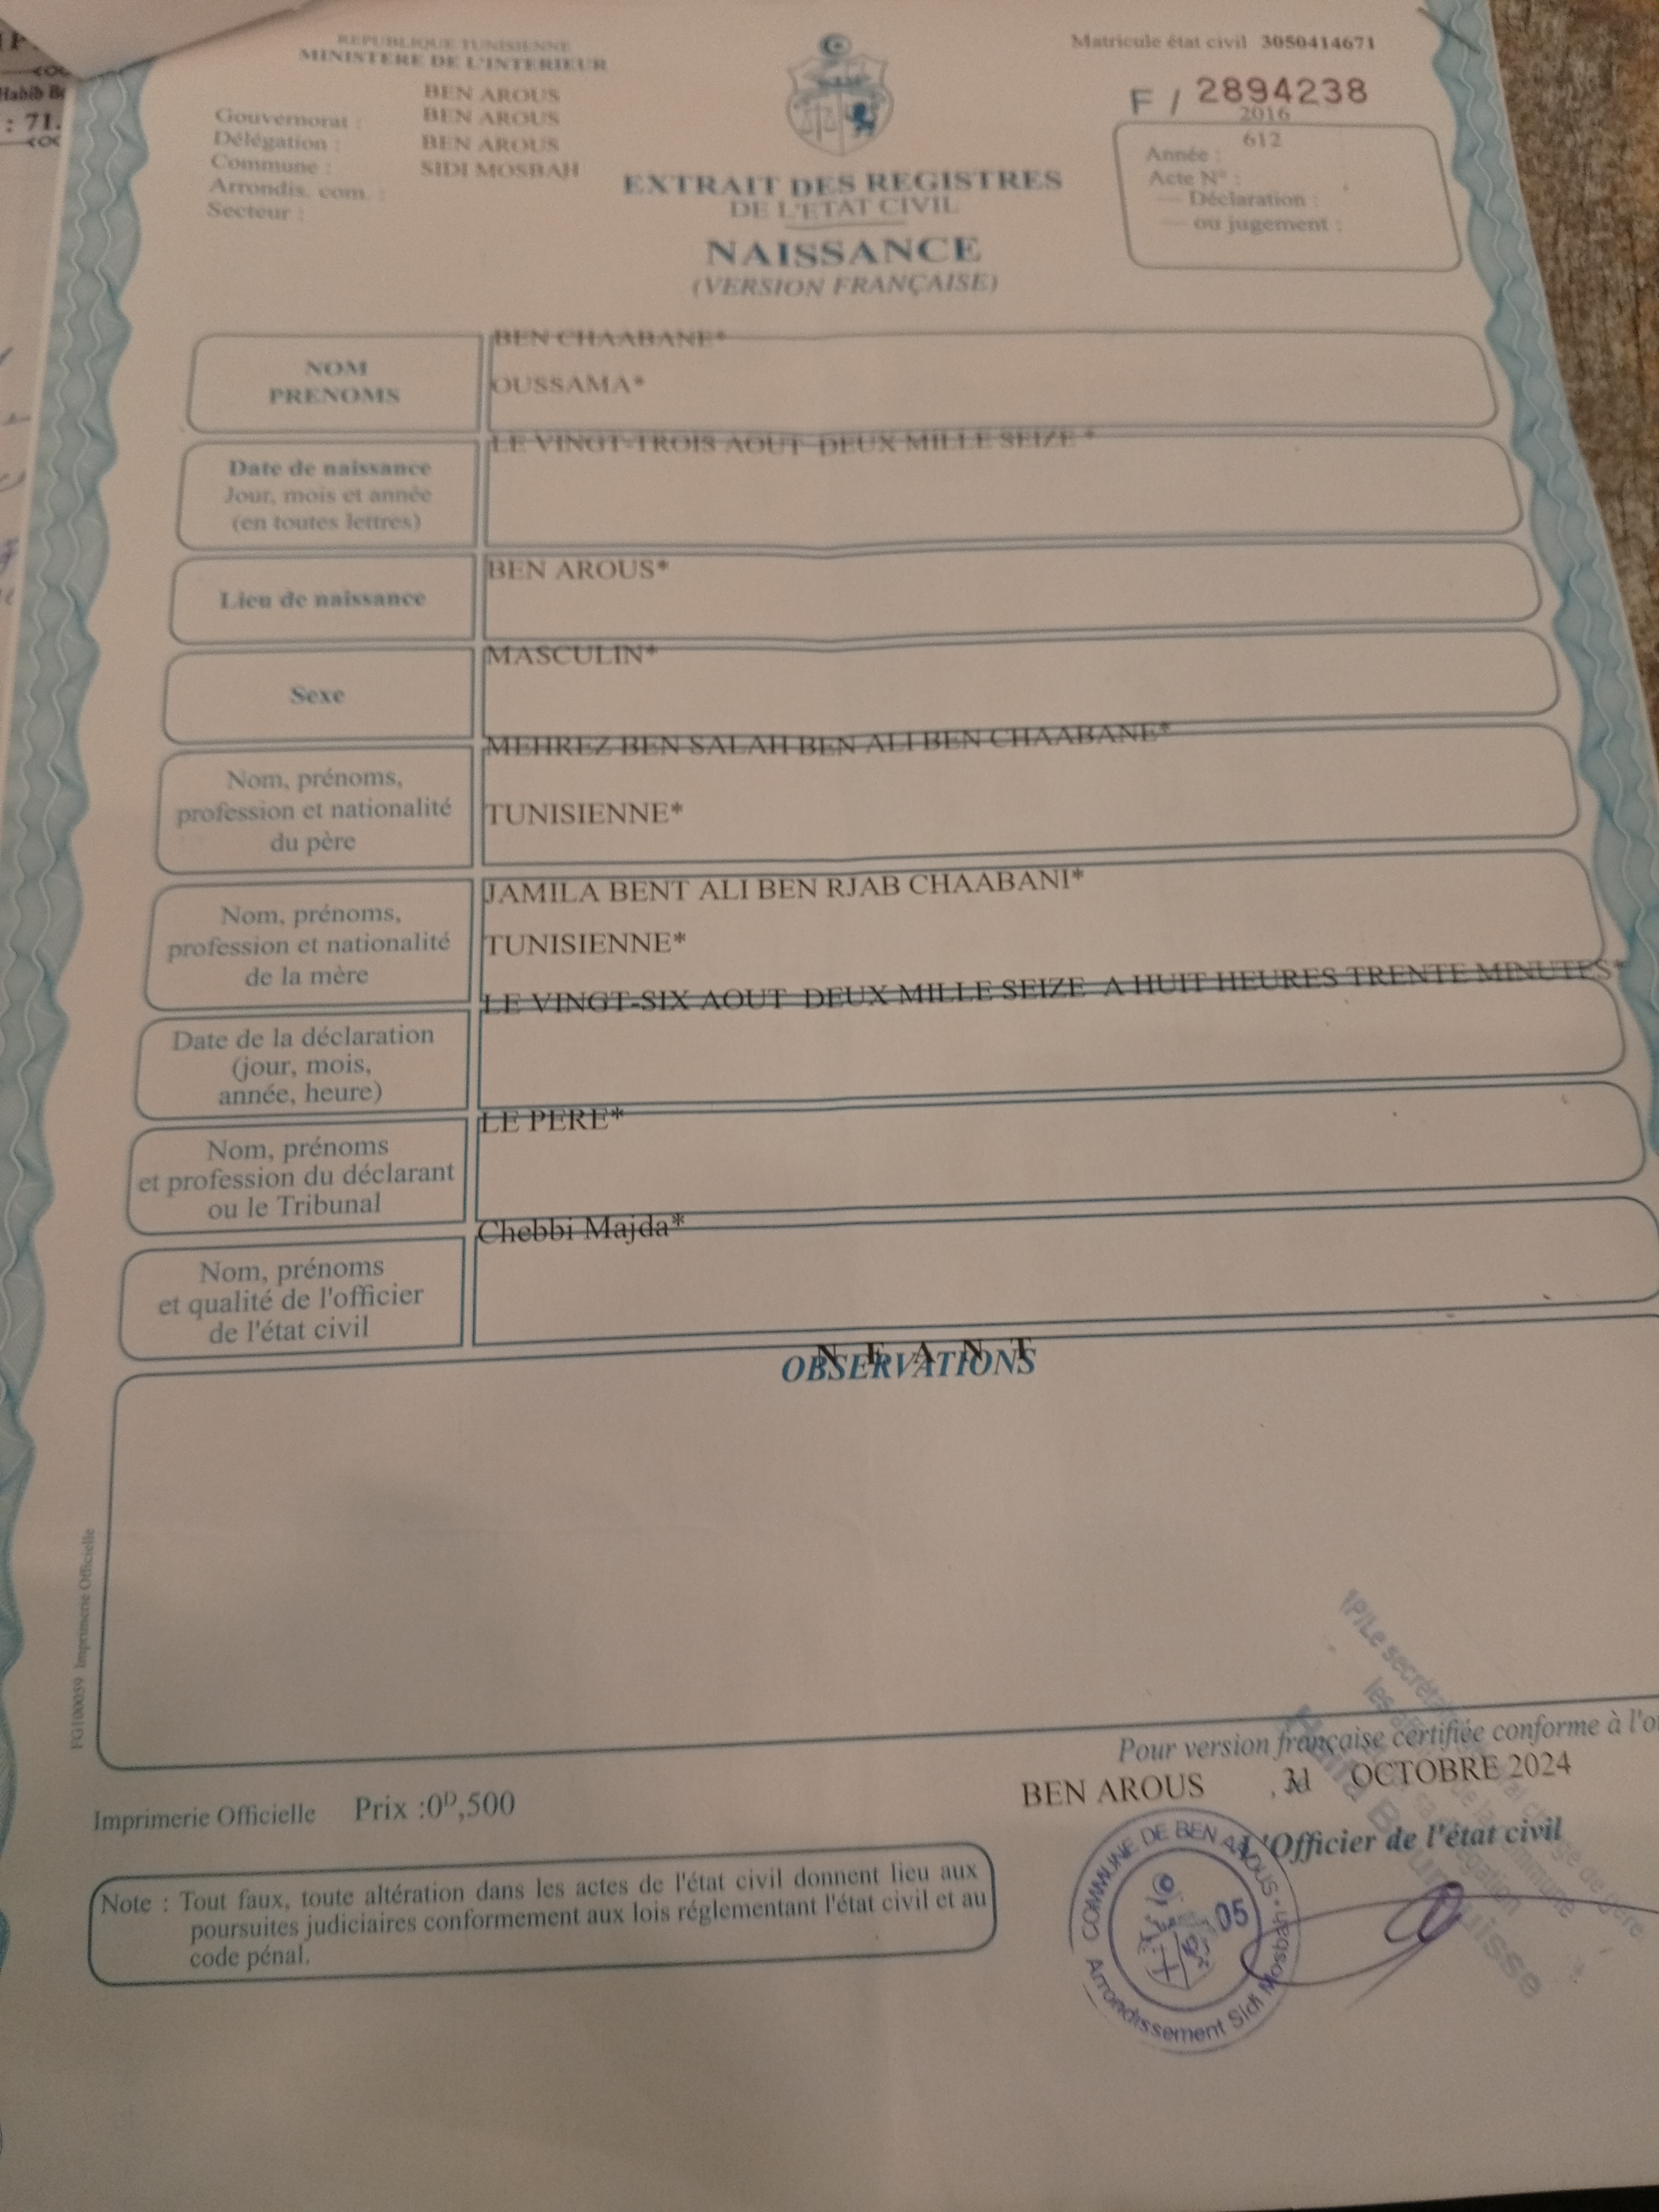 REPUBLIQUE TUNISIENNE
MINISTERE DE L'INTERIEUR
Matricule état civil 3050414671
F / 2894238
BEN AROUS
Gouvernorat : BEN AROUS
Délégation : BEN AROUS
Commune : SIDI MOSBAH
Arrondis. com. :
Secteur :
2016
612
Année :
Acte N° :
— Déclaration :
— ou jugement :
EXTRAIT DES REGISTRES
DE L'ETAT CIVIL
NAISSANCE
(VERSION FRANÇAISE)
NOM
PRENOMS
BEN CHAABANE*
OUSSAMA*
Date de naissance
Jour, mois et année
(en toutes lettres)
LE VINGT-TROIS AOUT DEUX MILLE SEIZE *
Lieu de naissance
BEN AROUS*
Sexe
MASCULIN*
Nom, prénoms,
profession et nationalité
du père
MEHREZ BEN SALAH BEN ALI BEN CHAABANE*
TUNISIENNE*
Nom, prénoms,
profession et nationalité
de la mère
JAMILA BENT ALI BEN RJAB CHAABANI*
TUNISIENNE*
Date de la déclaration
(jour, mois,
année, heure)
LE VINGT-SIX AOUT DEUX MILLE SEIZE A HUIT HEURES TRENTE MINUTES*
Nom, prénoms
et profession du déclarant
ou le Tribunal
LE PERE*
Nom, prénoms
et qualité de l'officier
de l'état civil
Chebbi Majda*
N E A N T
OBSERVATIONS
FG100059 Imprimerie Officielle
Pour version française certifiée conforme à
BEN AROUS , OCTOBRE 2024
L'Officier de l'état civil
Imprimerie Officielle Prix :0D,500
Note : Tout faux, toute altération dans les actes de l'état civil donnent lieu aux
poursuites judiciaires conformement aux lois réglementant l'état civil et au
code pénal.
COMMUNE DE BEN AROUS
Arrondissement Sidi Mosbah
05
Habib
: 71.